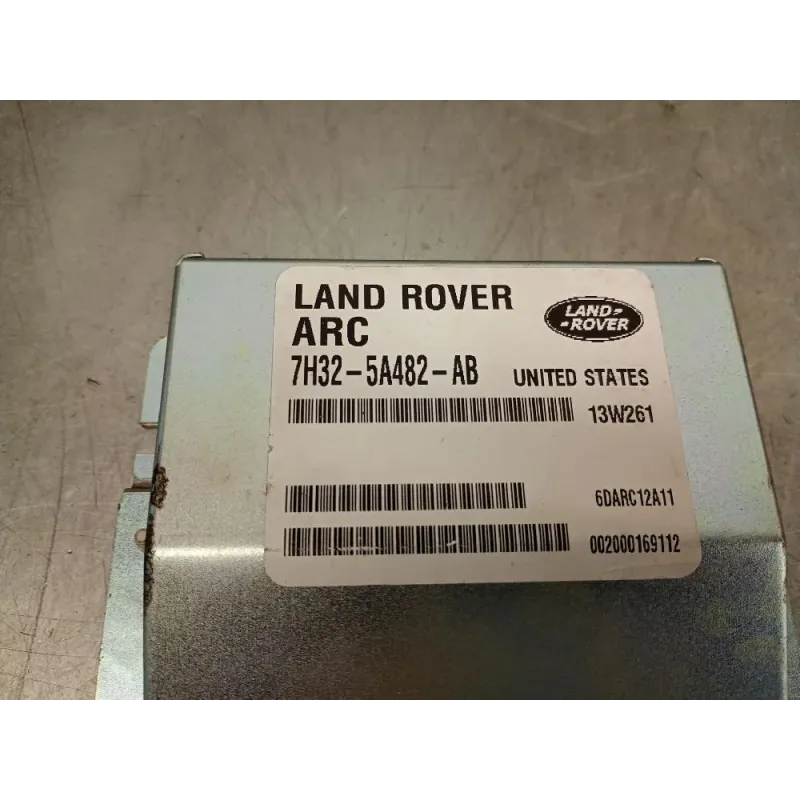 LAND ROVER
ARC
LAND-
-ROVER
7H32-5A482-AB UNITED STATES
13W261
6DARC12A11
002000169112